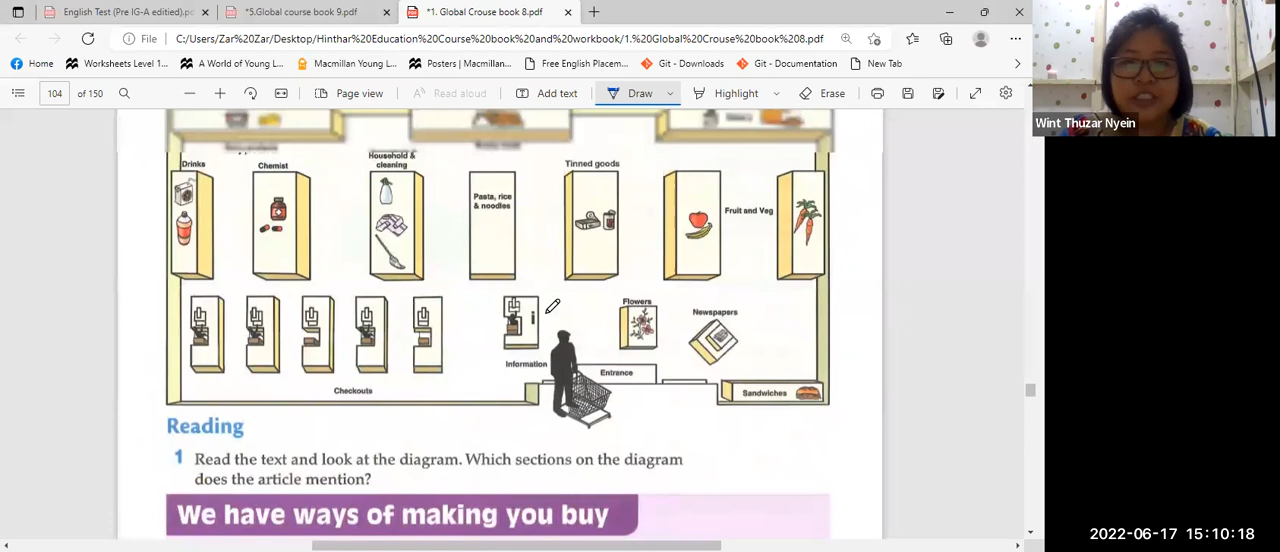 English Test (Pre IG-A editied).pc
*5.Global course book 9.pdf
*1. Global Crouse book 8.pdf
File
C:/Users/Zar%20Zar/Desktop/Hinthar%20Education%20Course%20book%20and%20workbook/1.%20Global%20Crouse%20book%208.pdf
Home
Worksheets Level 1...
A World of Young L...
Macmillan Young L...
Posters | Macmillan...
Free English Placem...
Git - Downloads
Git - Documentation
New Tab
104 of 150
Page view
Read aloud
Add text
Draw
Highlight
Erase
Wint Thuzar Nyein
Drinks
Chemist
Household &
cleaning
Pasta, rice
& noodles
Tinned goods
Fruit and Veg
i
Flowers
Newspapers
Information
Entrance
Checkouts
Sandwiches
Reading
1 Read the text and look at the diagram. Which sections on the diagram
does the article mention?
We have ways of making you buy
2022-06-17 15:10:18